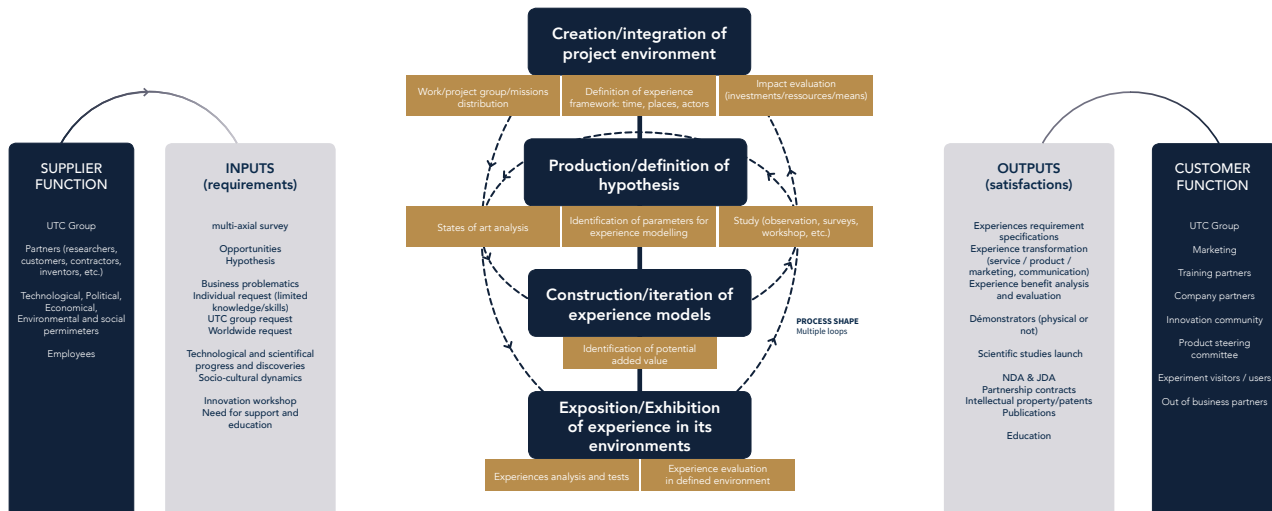 SUPPLIER
FUNCTION
UTC Group
Partners (researchers,
customers, contractors,
inventors, etc.)
Technological, Political,
Economical,
Environmental and social
permimeters
Employees
INPUTS
(requirements)
multi-axial survey
Opportunities
Hypothesis
Business problematics
Individual request (limited
knowledge/skills)
UTC group request
Worldwide request
Technological and scientifical
progress and discoveries
Socio-cultural dynamics
Innovation workshop
Need for support and
education
Creation/integration of
project environment
Work/project group/missions
distribution
Definition of experience
framework: time, places, actors
Impact evaluation
(investments/ressources/means)
Production/definition of
hypothesis
States of art analysis
Identification of parameters for
experience modelling
Study (observation, surveys,
workshop, etc.)
Construction/iteration of
experience models
Identification of potential
added value
PROCESS SHAPE
Multiple loops
Exposition/Exhibition
of experience in its
environments
Experiences analysis and tests
Experience evaluation
in defined environment
OUTPUTS
(satisfactions)
Experiences requirement
specifications
Experience transformation
(service / product /
marketing, communication)
Experience benefit analysis
and evaluation
Démonstrators (physical or
not)
Scientific studies launch
NDA & JDA
Partnership contracts
Intellectual property/patents
Publications
Education
CUSTOMER
FUNCTION
UTC Group
Marketing
Training partners
Company partners
Innovation community
Product steering
committee
Experiment visitors / users
Out of business partners